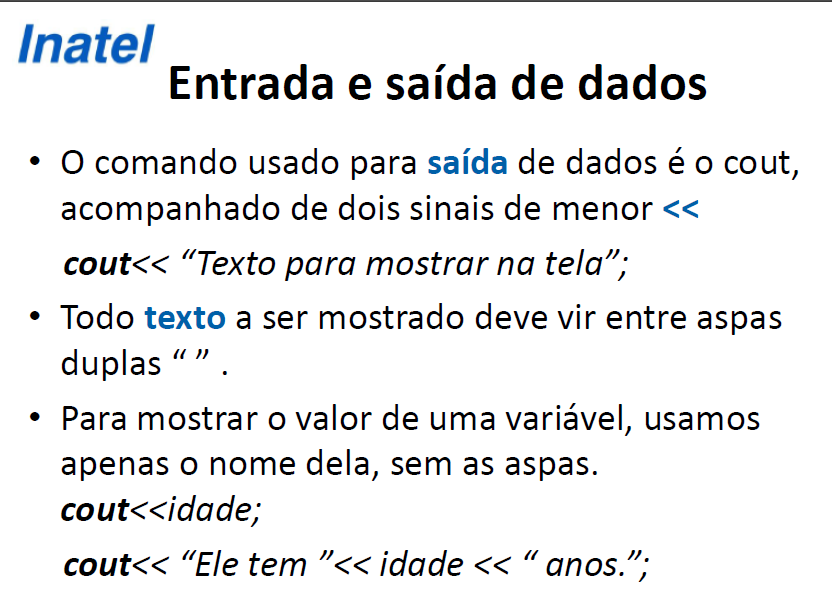 Inatel
Entrada e saída de dados
• O comando usado para saída de dados é o cout,
acompanhado de dois sinais de menor <<
cout<< “Texto para mostrar na tela”;
• Todo texto a ser mostrado deve vir entre aspas
duplas “ ” .
• Para mostrar o valor de uma variável, usamos
apenas o nome dela, sem as aspas.
cout<<idade;
cout<< “Ele tem ”<< idade << “ anos.”;